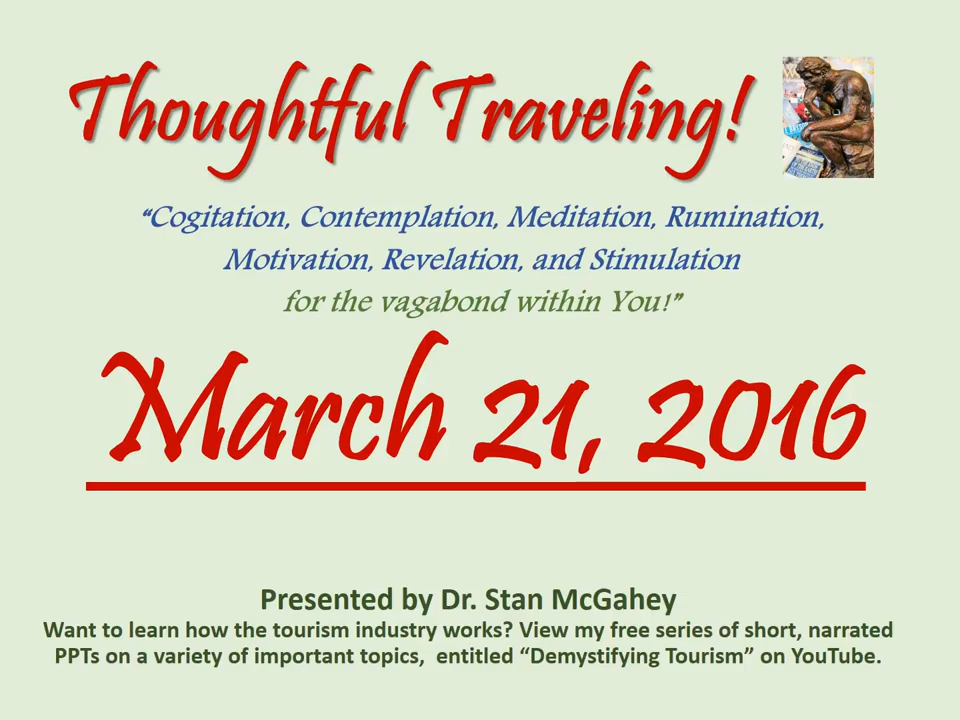 Thoughtful Traveling!
“Cogitation, Contemplation, Meditation, Rumination,
Motivation, Revelation, and Stimulation
for the vagabond within You!”
March 21, 2016
Presented by Dr. Stan McGahey
Want to learn how the tourism industry works? View my free series of short, narrated
PPTs on a variety of important topics,  entitled “Demystifying Tourism” on YouTube.